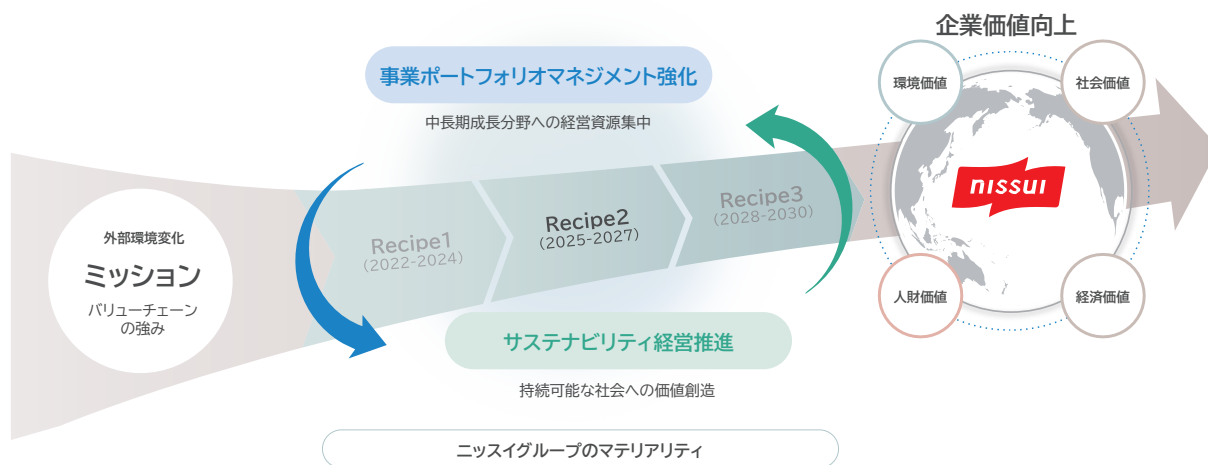 企業価値向上
事業ポートフォリオマネジメント強化
中長期成長分野への経営資源集中
環境価値
社会価値
nissui
外部環境変化
ミッション
バリューチェーン
の強み
Recipe1
(2022-2024)
Recipe2
(2025-2027)
Recipe3
(2028-2030)
人財価値
経済価値
サステナビリティ経営推進
持続可能な社会への価値創造
ニッスイグループのマテリアリティ